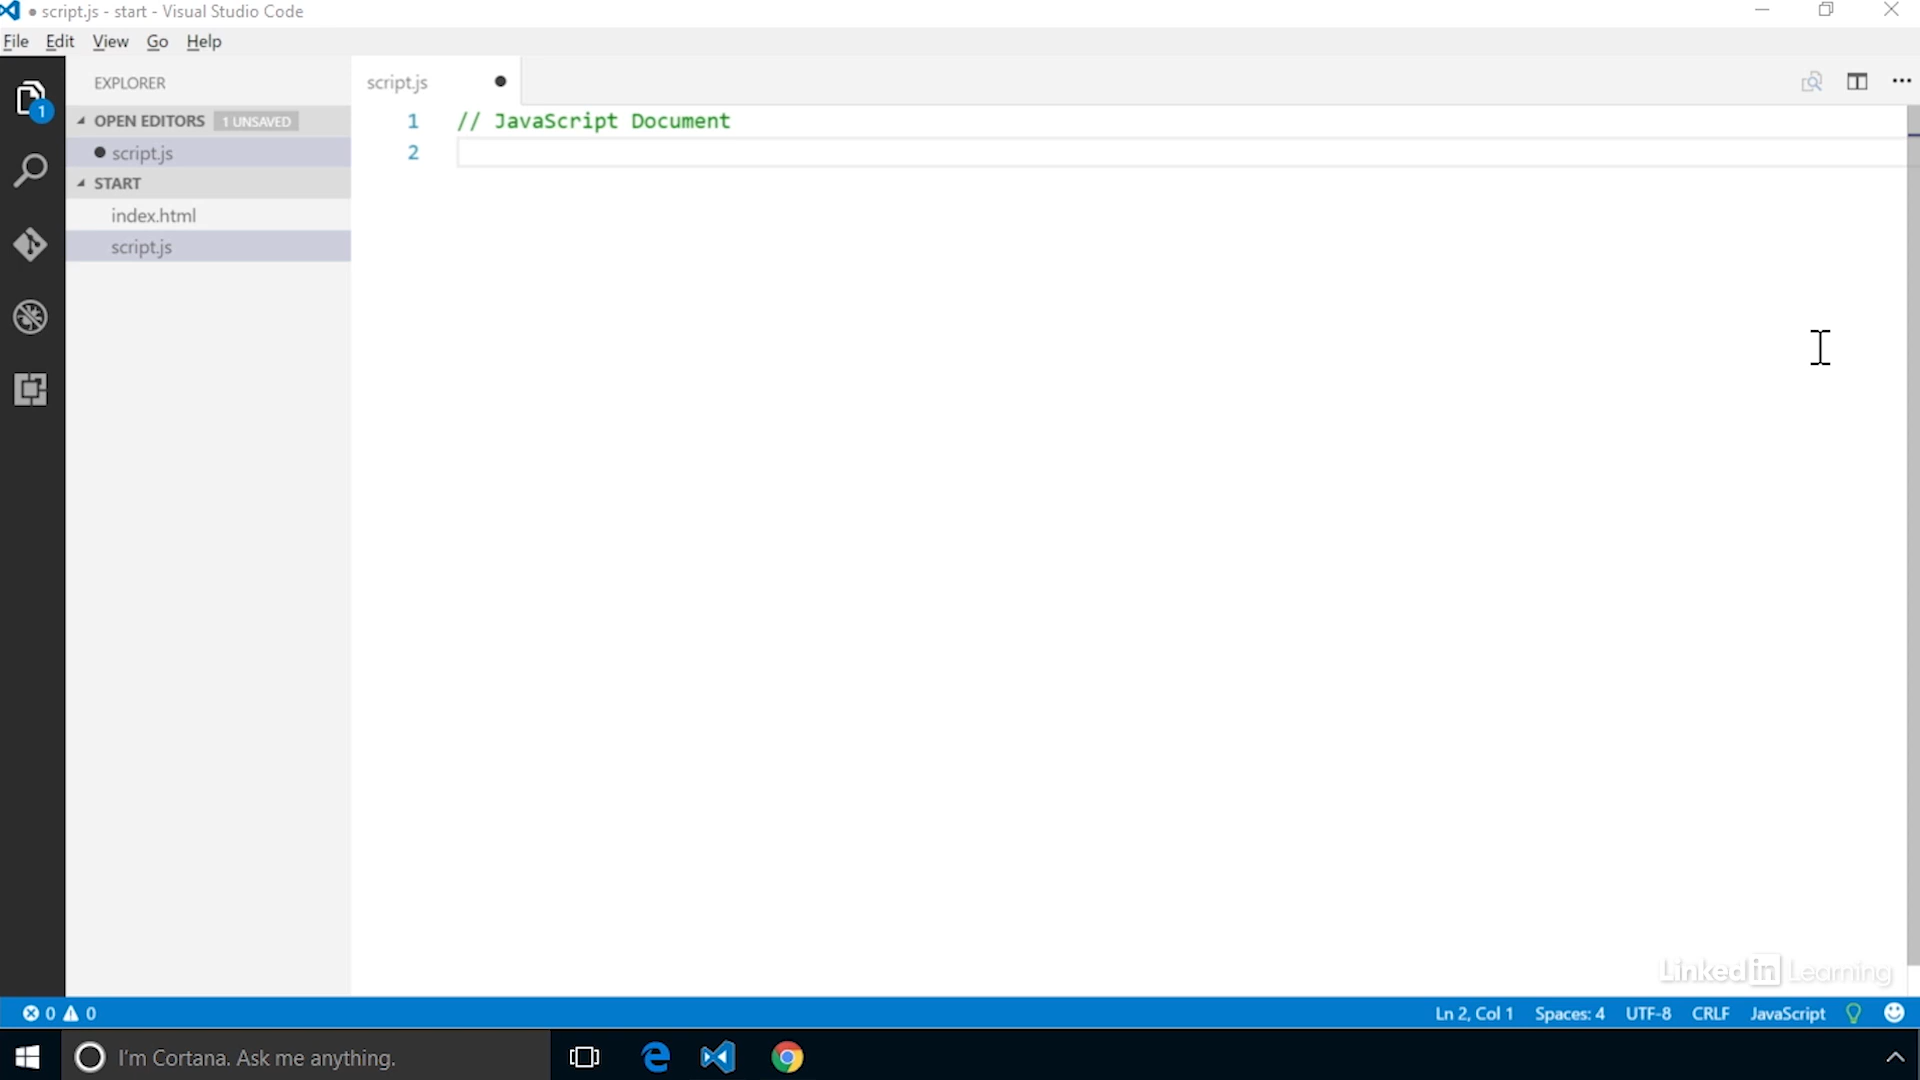 ● script.js - start - Visual Studio Code
File Edit View Go Help
EXPLORER
script.js
OPEN EDITORS 1 UNSAVED
script.js
START
index.html
script.js
1
1 // JavaScript Document
2
LinkedIn Learning
0 0
Ln 2, Col 1 Spaces: 4 UTF-8 CRLF JavaScript
I'm Cortana. Ask me anything.